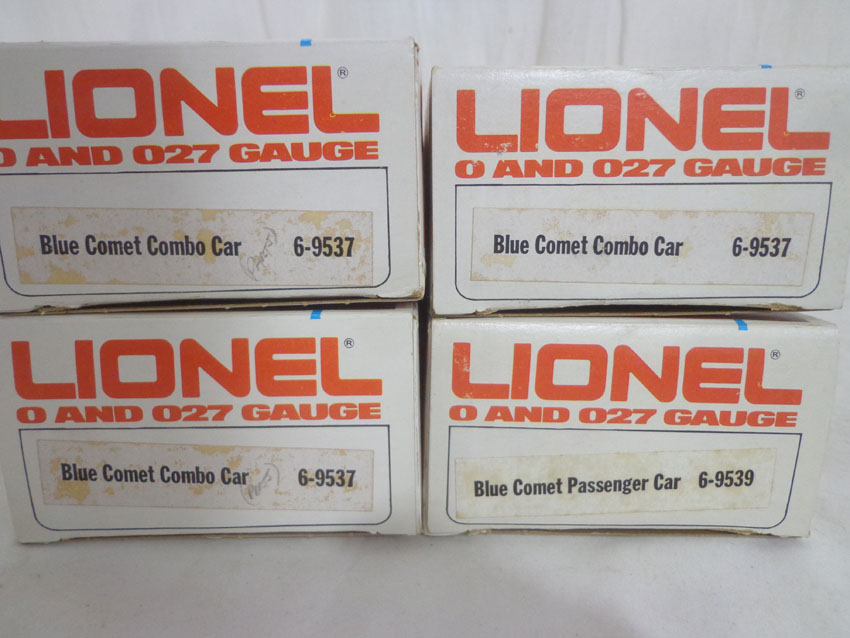 LIONEL®
O AND 027 GAUGE
Blue Comet Combo Car 6-9537
LIONEL®
O AND 027 GAUGE
Blue Comet Combo Car 6-9537
LIONEL®
O AND 027 GAUGE
Blue Comet Combo Car 6-9537
LIONEL®
O AND 027 GAUGE
Blue Comet Passenger Car 6-9539